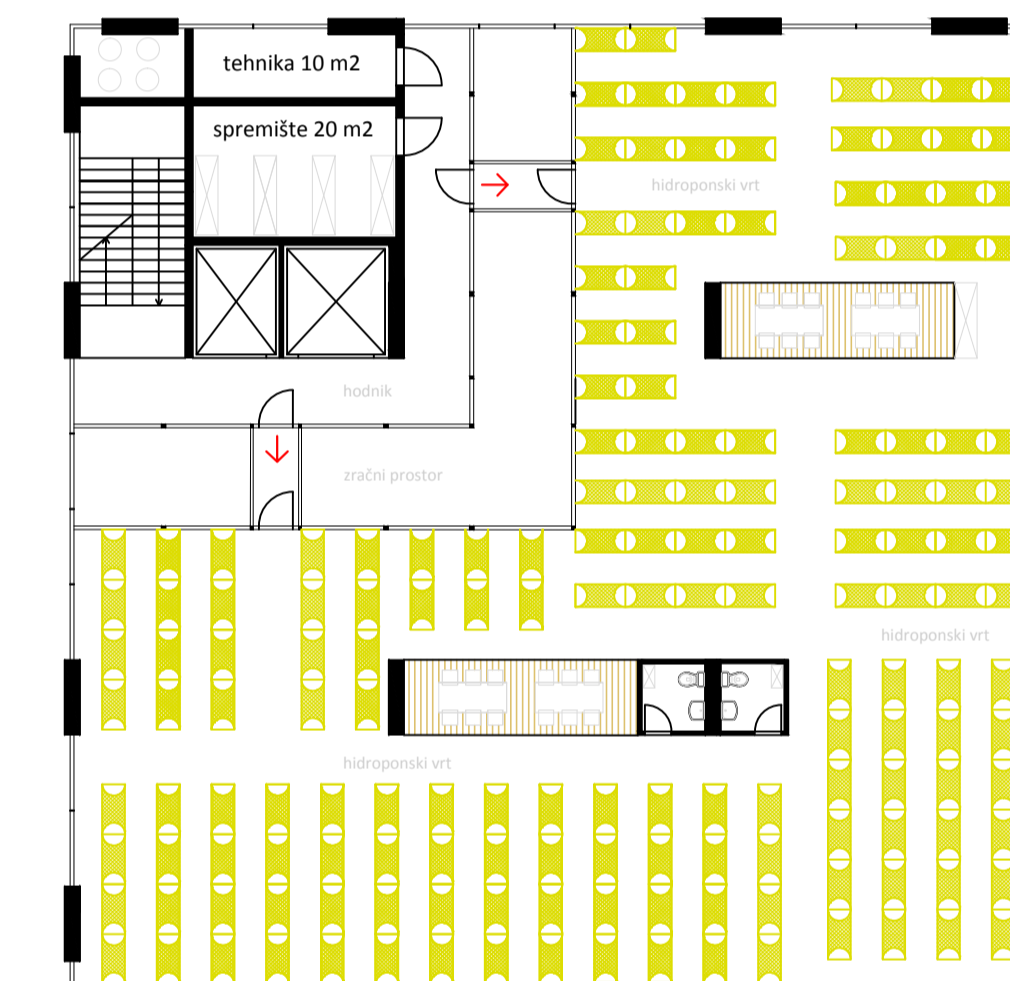 tehnika 10 m2
spremište 20 m2
hidroponski vrt
hodnik
zračni prostor
hidroponski vrt
hidroponski vrt